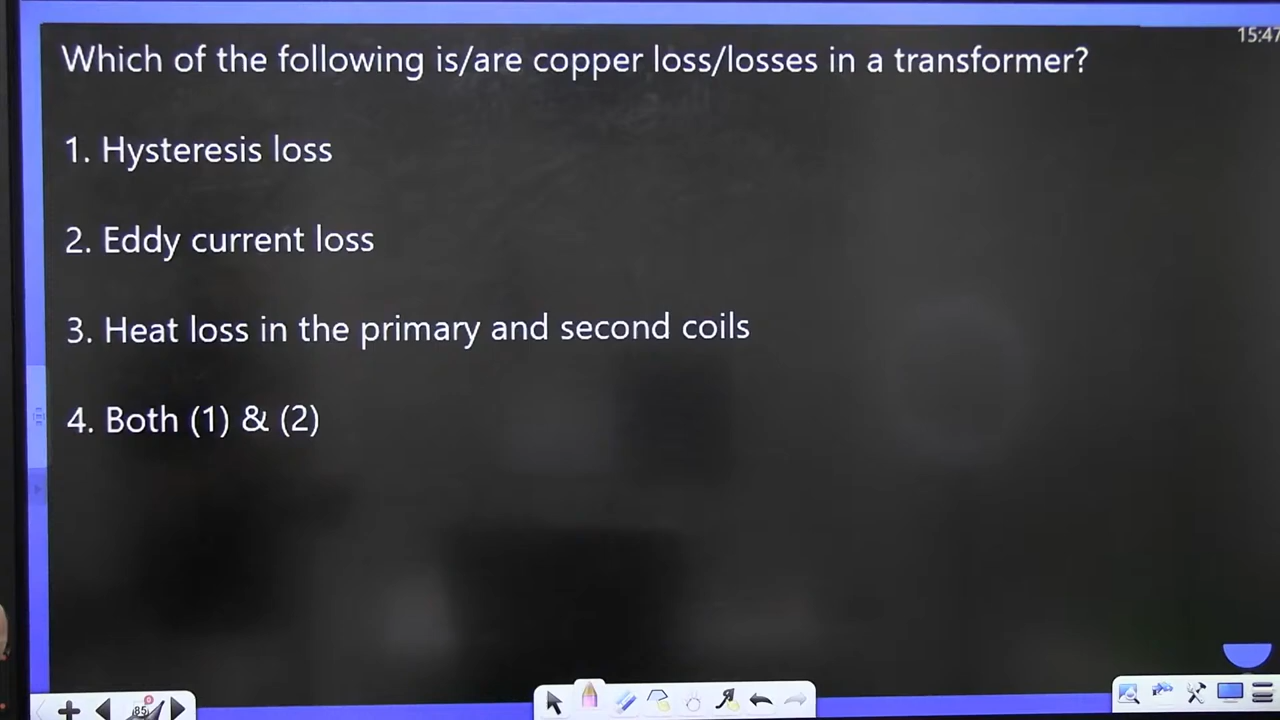 15:47
Which of the following is/are copper loss/losses in a transformer?
1. Hysteresis loss
2. Eddy current loss
3. Heat loss in the primary and second coils
4. Both (1) & (2)
85